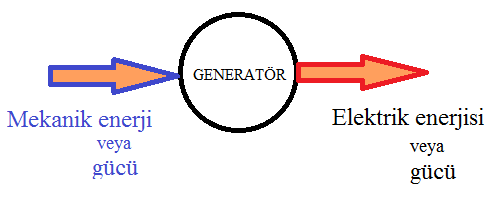 GENERATÖR
Mekanik enerji
veya
gücü
Elektrik enerjisi
veya
gücü